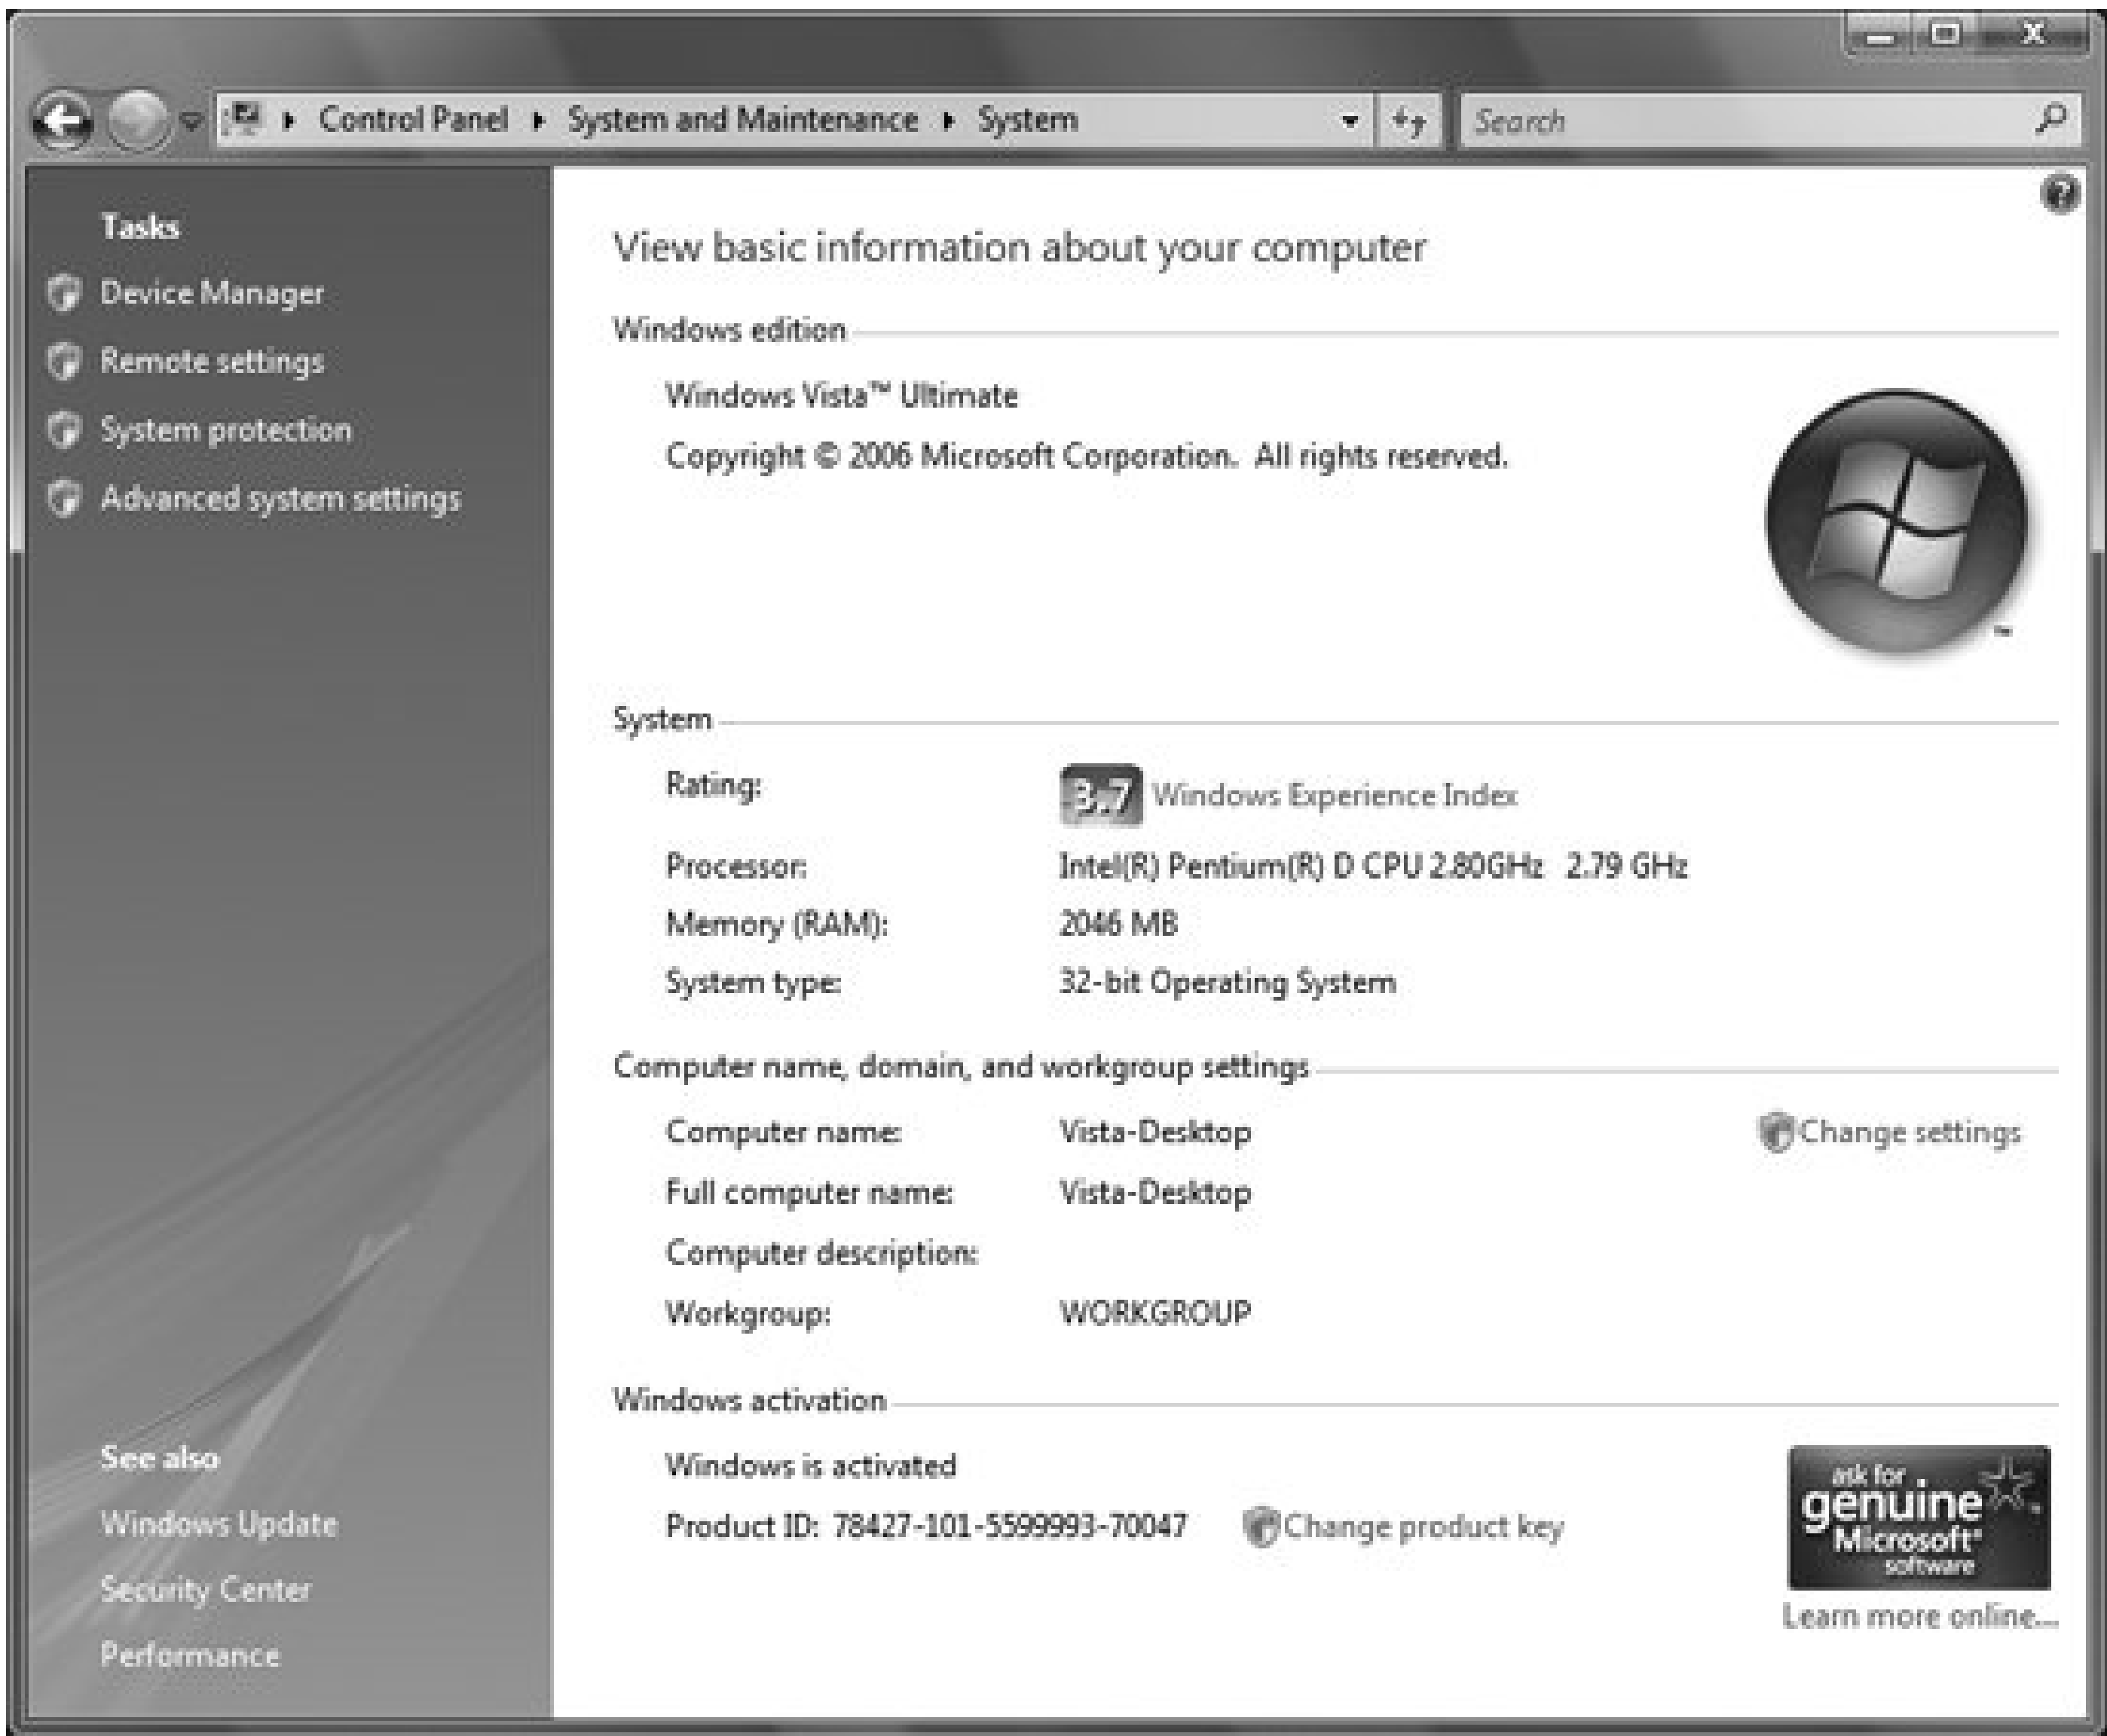 Control Panel ▸ System and Maintenance ▸ System
Search
Tasks
Device Manager
Remote settings
System protection
Advanced system settings
See also
Windows Update
Security Center
Performance
View basic information about your computer
Windows edition
Windows Vista™ Ultimate
Copyright © 2006 Microsoft Corporation. All rights reserved.
System
Rating: 3.7 Windows Experience Index
Processor: Intel(R) Pentium(R) D CPU 2.80GHz 2.79 GHz
Memory (RAM): 2046 MB
System type: 32-bit Operating System
Computer name, domain, and workgroup settings
Computer name: Vista-Desktop Change settings
Full computer name: Vista-Desktop
Computer description:
Workgroup: WORKGROUP
Windows activation
Windows is activated
Product ID: 78427-101-5599993-70047 Change product key
ask for
genuine
Microsoft®
software
Learn more online...